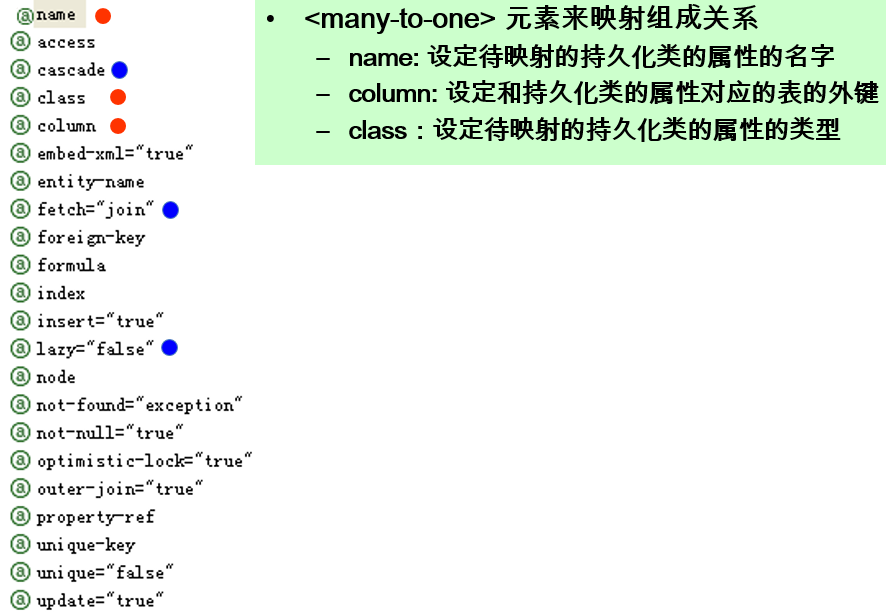 @ name
@ access
@ cascade
@ class
@ column
@ embed-xml="true"
@ entity-name
@ fetch="join"
@ foreign-key
@ formula
@ index
@ insert="true"
@ lazy="false"
@ node
@ not-found="exception"
@ not-null="true"
@ optimistic-lock="true"
@ outer-join="true"
@ property-ref
@ unique-key
@ unique="false"
@ update="true"
• <many-to-one> 元素来映射组成关系
– name: 设定待映射的持久化类的属性的名字
– column: 设定和持久化类的属性对应的表的外键
– class：设定待映射的持久化类的属性的类型